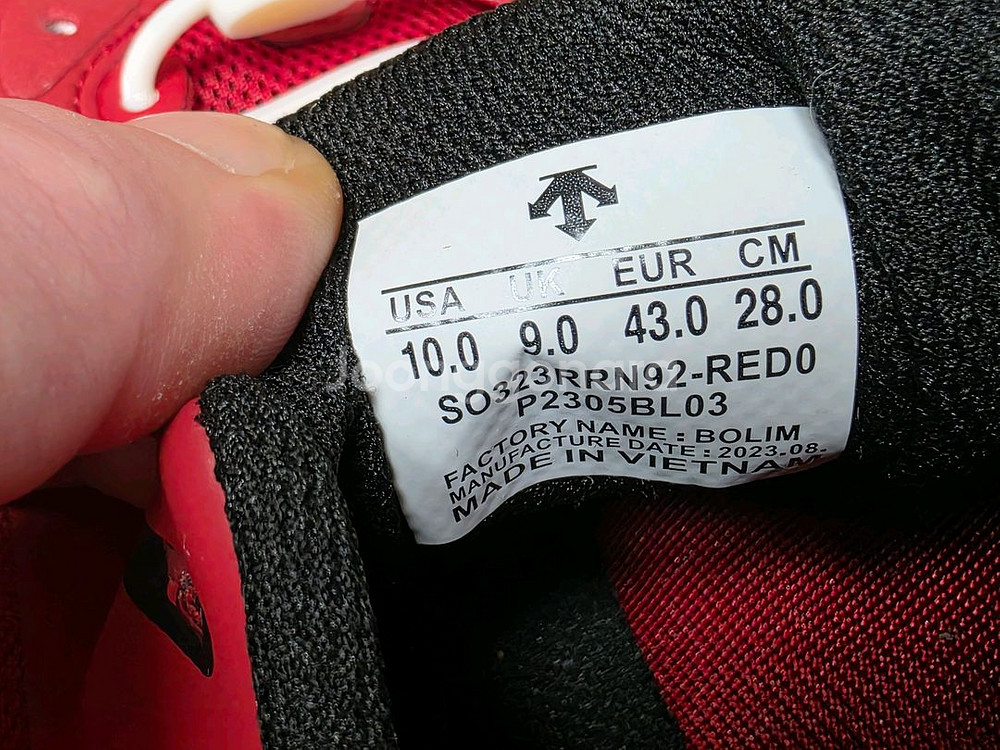 USA UK EUR CM
10.0 9.0 43.0 28.0
SO323RRN92-RED0
P2305BL03
FACTORY NAME : BOLIM
MANUFACTURE DATE : 2023.08.
MADE IN VIETNAM